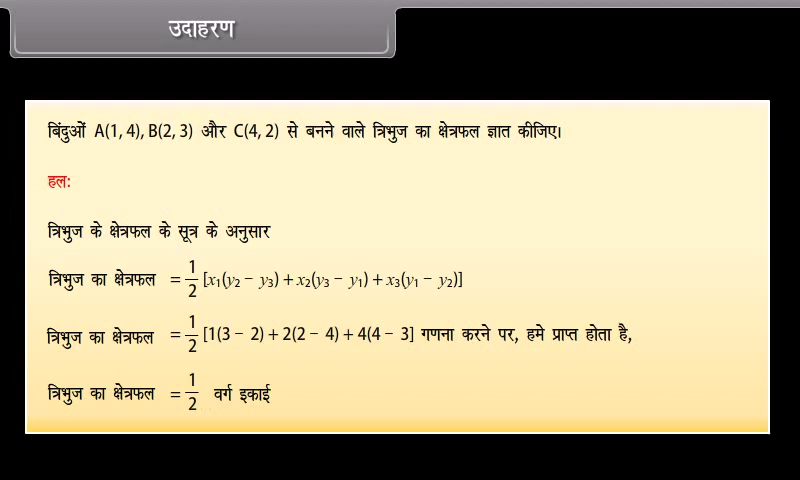 उदाहरण
बिंदुओं A(1, 4), B(2, 3) और C(4, 2) से बनने वाले त्रिभुज का क्षेत्रफल ज्ञात कीजिए।
हल:
त्रिभुज के क्षेत्रफल के सूत्र के अनुसार
त्रिभुज का क्षेत्रफल = 1/2 [x₁(y₂ − y₃) + x₂(y₃ − y₁) + x₃(y₁ − y₂)]
त्रिभुज का क्षेत्रफल = 1/2 [1(3 − 2) + 2(2 − 4) + 4(4 − 3] गणना करने पर, हमे प्राप्त होता है,
त्रिभुज का क्षेत्रफल = 1/2 वर्ग इकाई